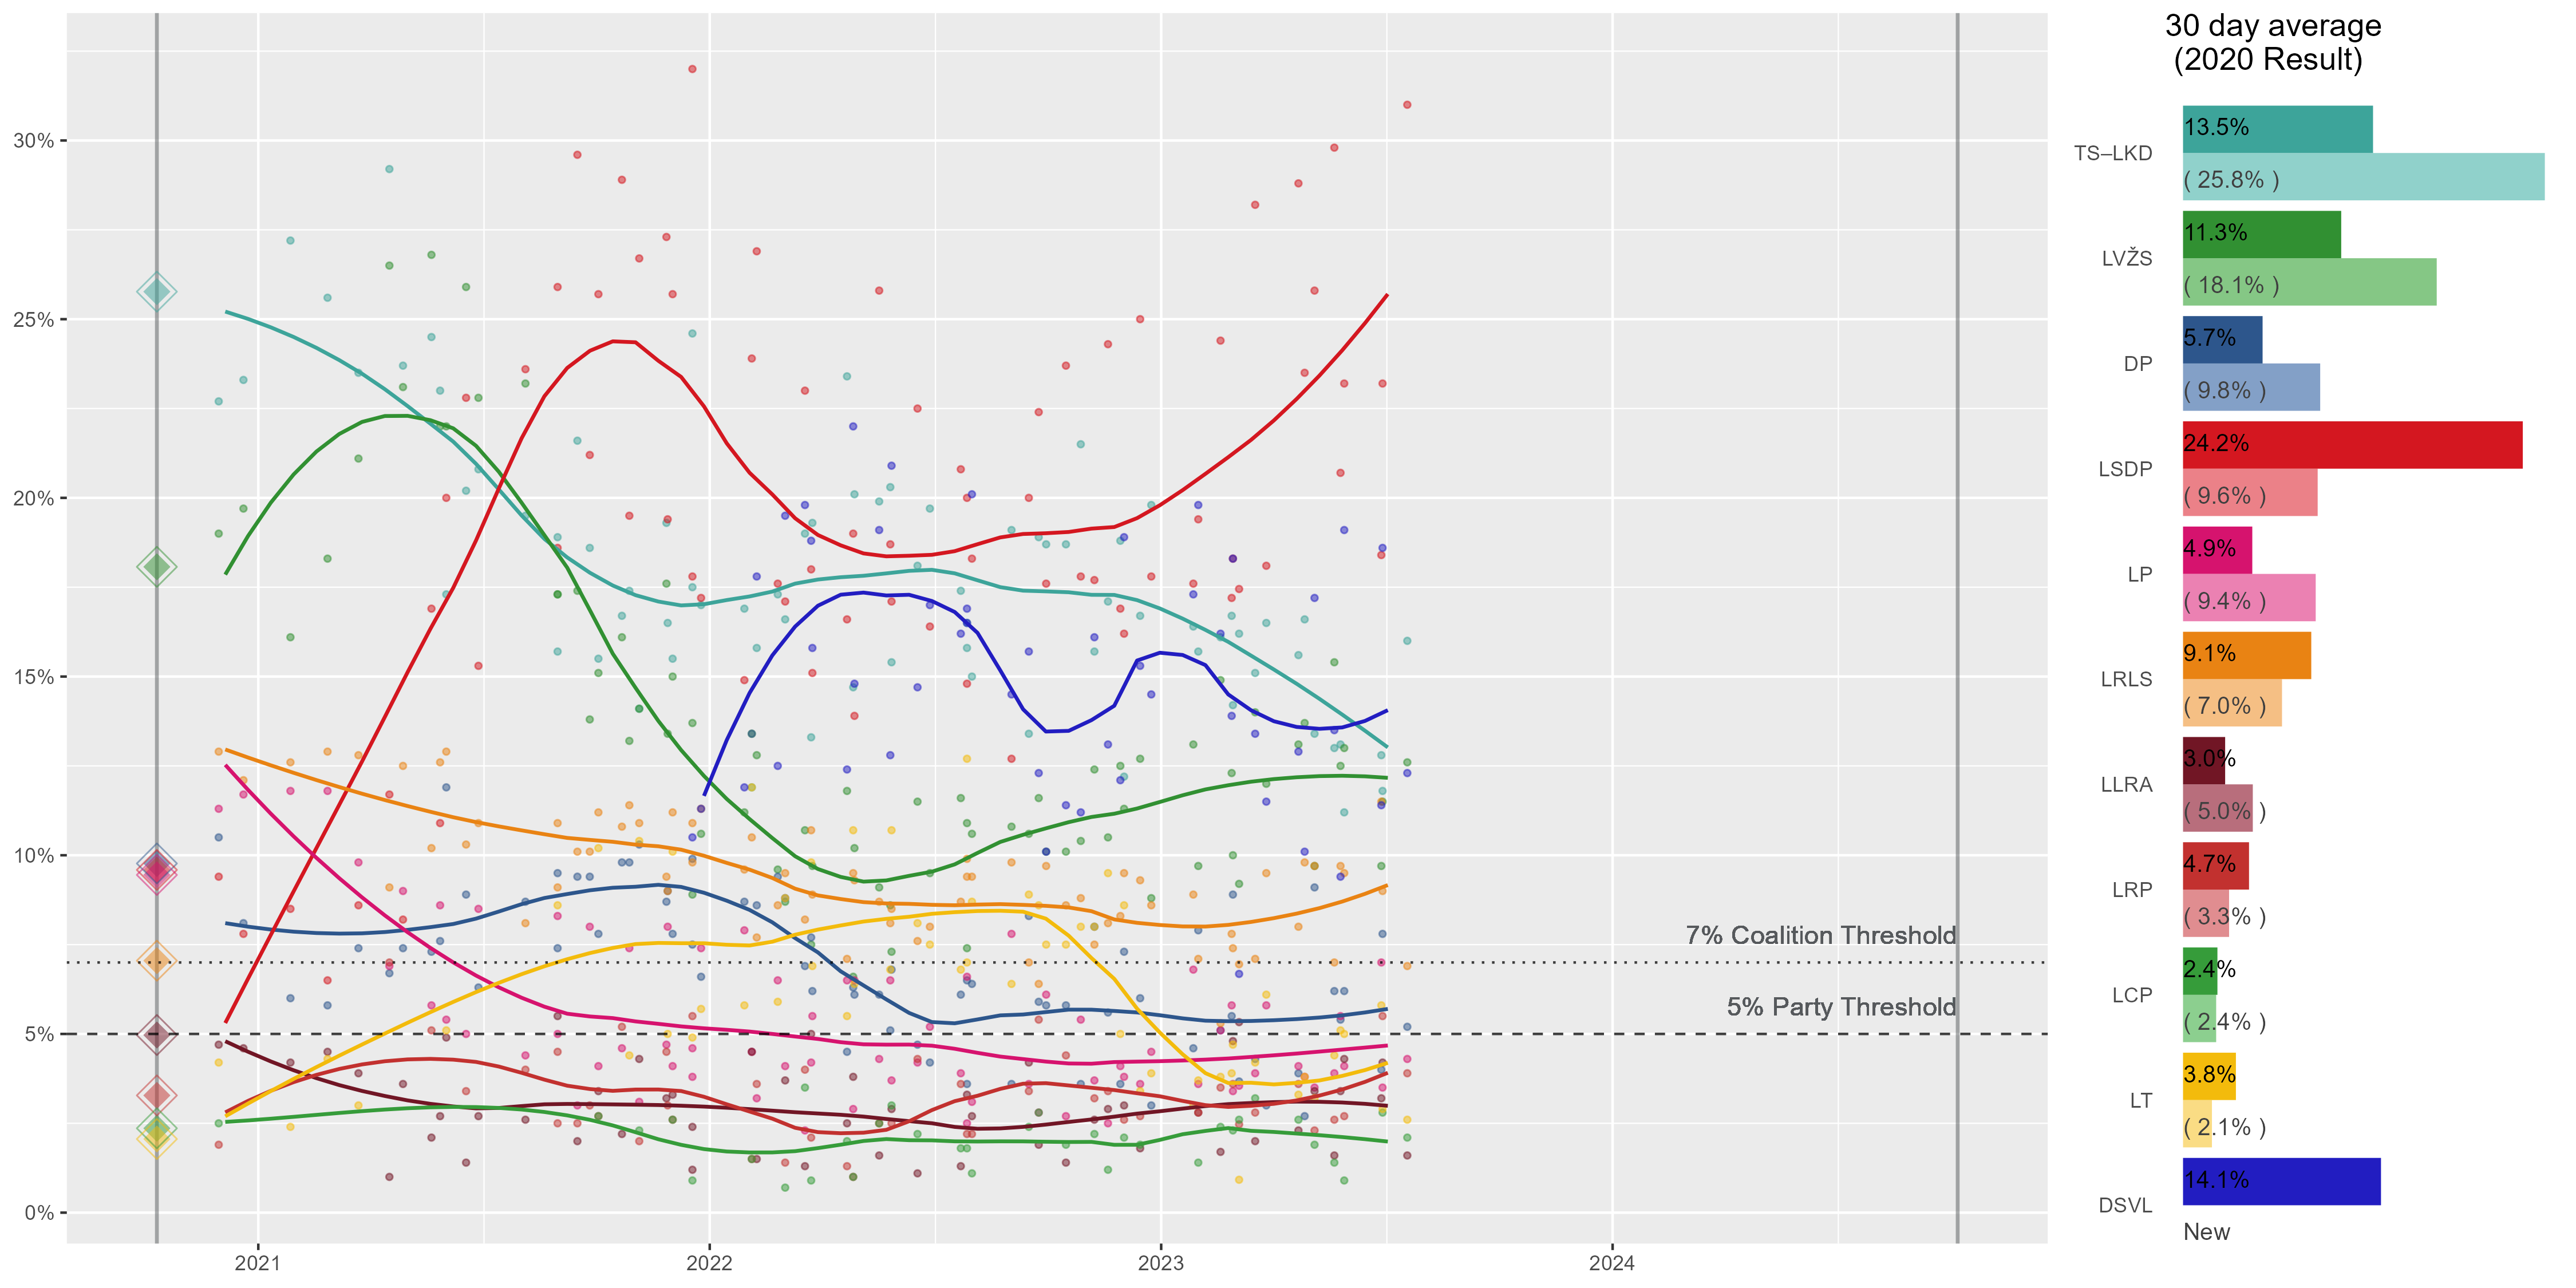 30 day average
(2020 Result)
30%
25%
20%
15%
10%
5%
0%
2021
2022
2023
2024
7% Coalition Threshold
5% Party Threshold
TS–LKD
13.5%
( 25.8% )
LVŽS
11.3%
( 18.1% )
DP
5.7%
( 9.8% )
LSDP
24.2%
( 9.6% )
LP
4.9%
( 9.4% )
LRLS
9.1%
( 7.0% )
LLRA
3.0%
( 5.0% )
LRP
4.7%
( 3.3% )
LCP
2.4%
( 2.4% )
LT
3.8%
( 2.1% )
DSVL
14.1%
New